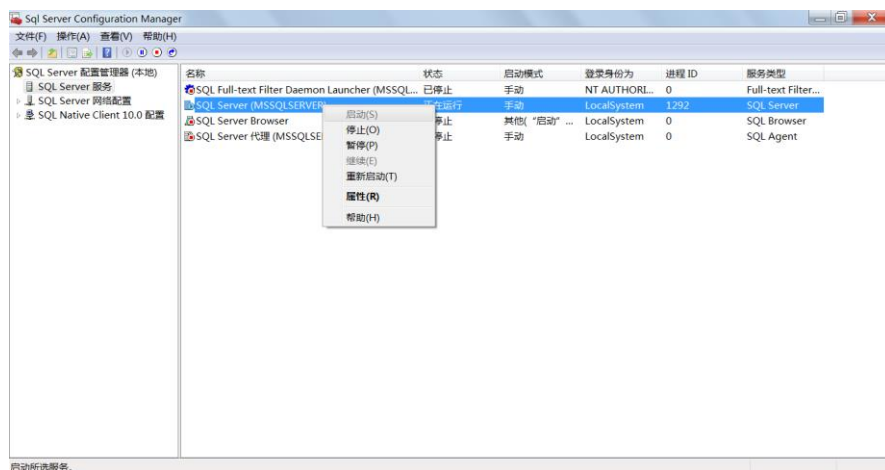 Sql Server Configuration Manager
文件(F) 操作(A) 查看(V) 帮助(H)
SQL Server 配置管理器 (本地)
SQL Server 服务
SQL Server 网络配置
SQL Native Client 10.0 配置
名称 状态 启动模式 登录身份为 进程 ID 服务类型
SQL Full-text Filter Daemon Launcher (MSSQL... 已停止 手动 NT AUTHORI... 0 Full-text Filter...
SQL Server (MSSQLSERVER) 正在运行 手动 LocalSystem 1292 SQL Server
SQL Server Browser 停止 其他( "启动" ... LocalSystem 0 SQL Browser
SQL Server 代理 (MSSQLSE 停止 手动 LocalSystem 0 SQL Agent
启动(S)
停止(O)
暂停(P)
继续(E)
重新启动(T)
属性(R)
帮助(H)
启动所选服务。